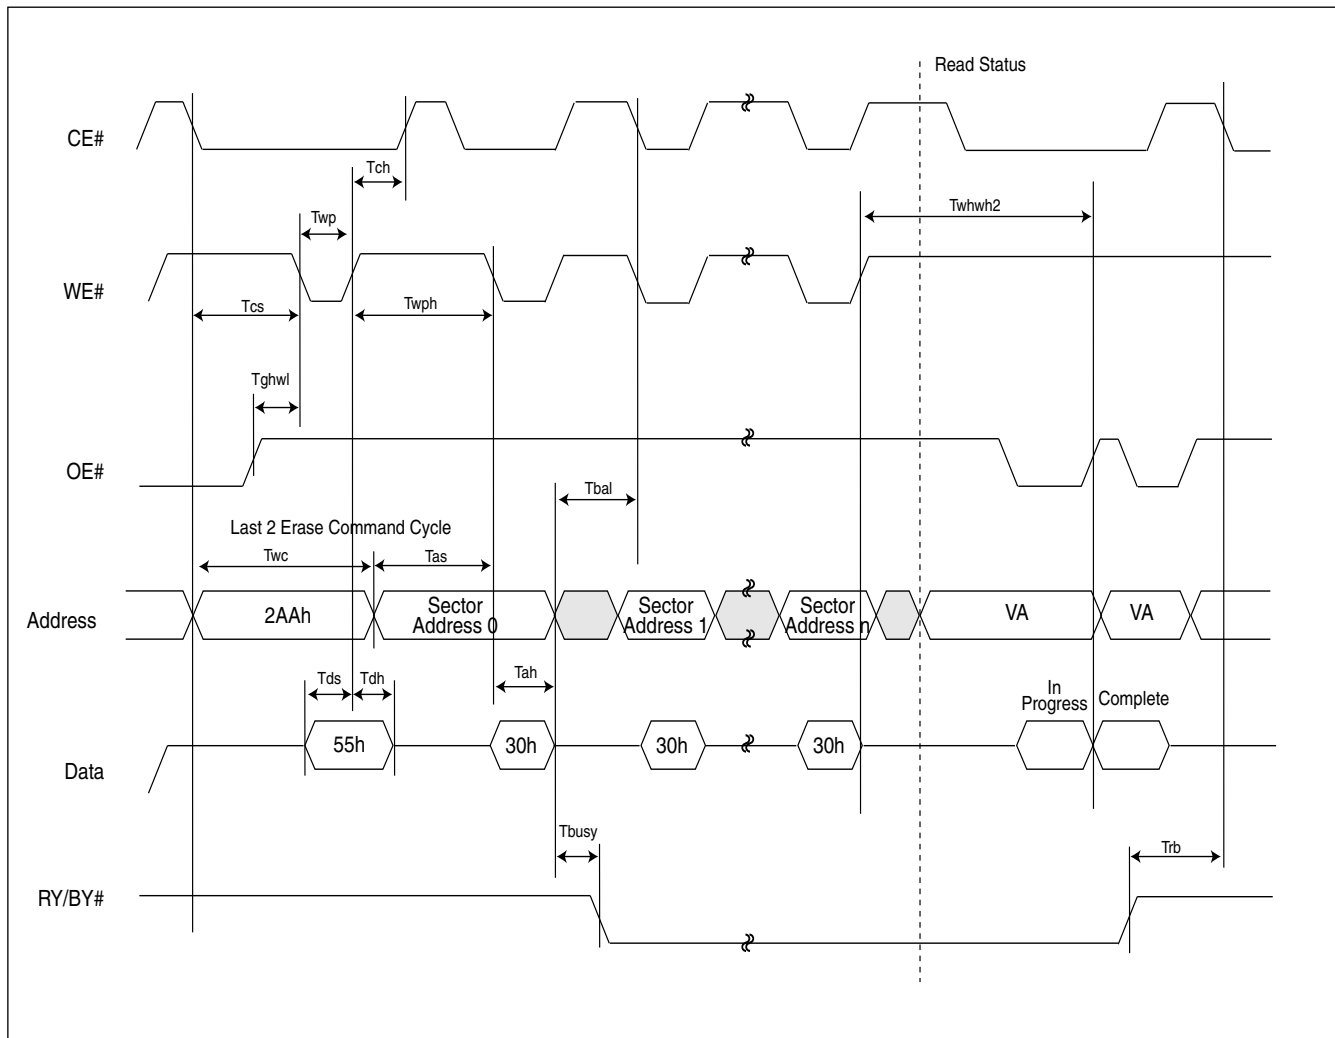 Read Status
CE#
Tch
Twhwh2
Twp
WE#
Tcs
Twph
Tghwl
OE#
Tbal
Last 2 Erase Command Cycle
Twc
Tas
Address
2AAh
Sector
Address 0
Sector
Address 1
Sector
Address n
VA
VA
Tds
Tdh
Tah
In
Progress
Complete
Data
55h
30h
30h
30h
Tbusy
Trb
RY/BY#